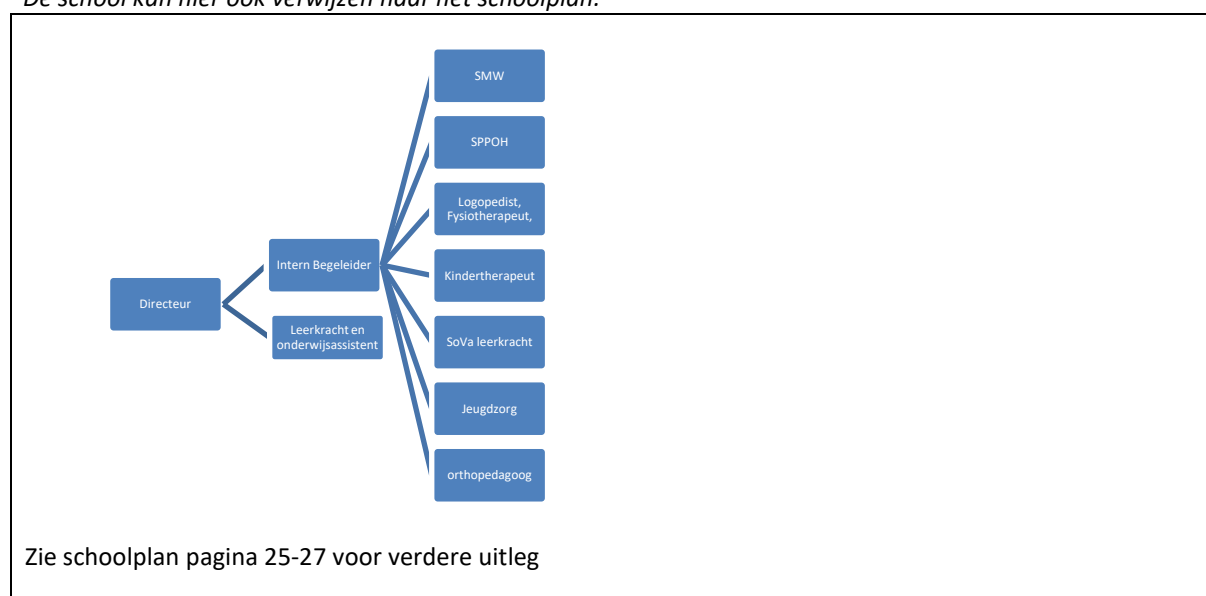 De school kan hier ook verwijzen naar het schoolplan.
SMW
SPPOH
Logopedist,
Fysiotherapeut,
Intern Begeleider
Kindertherapeut
Directeur
Leerkracht en
onderwijsassistent
SoVa leerkracht
Jeugdzorg
orthopedagoog
Zie schoolplan pagina 25-27 voor verdere uitleg